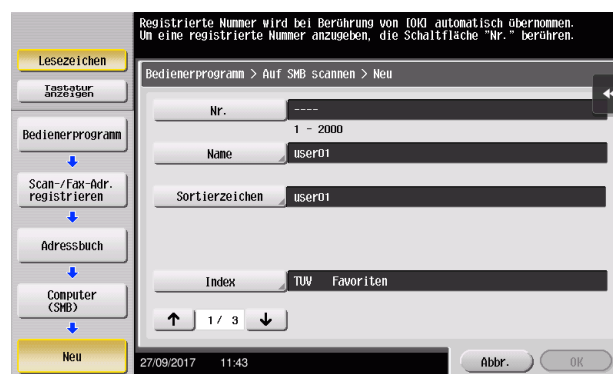 Registrierte Nummer wird bei Berührung von [OK] automatisch übernommen.
Um eine registrierte Nummer anzugeben, die Schaltfläche "Nr." berühren.
Lesezeichen
Tastatur
anzeigen
Bedienerprogramm
Scan-/Fax-Adr.
registrieren
Adressbuch
Computer
(SMB)
Neu
Bedienerprogramm > Auf SMB scannen > Neu
Nr. ----
1 - 2000
Name user01
Sortierzeichen user01
Index TUV Favoriten
↑ 1/ 3 ↓
27/09/2017 11:43
Abbr. OK